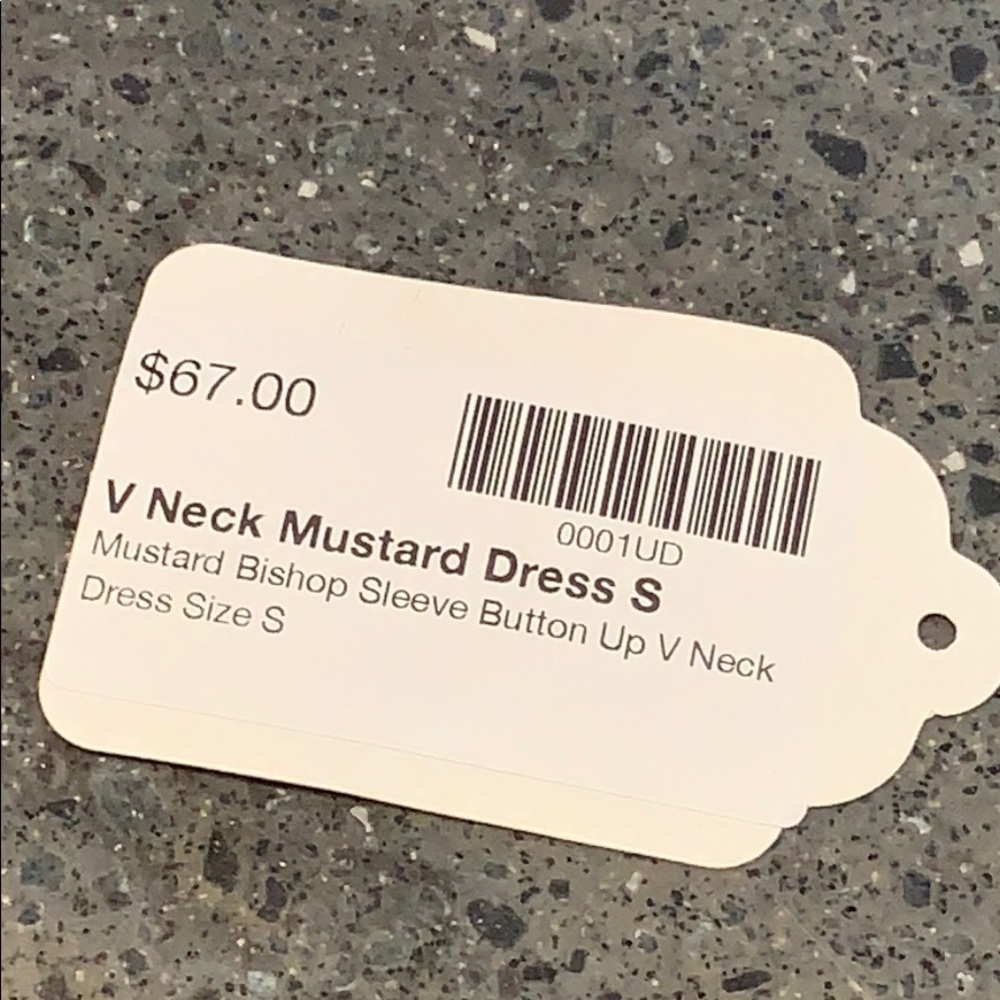 $67.00
0001UD
V Neck Mustard Dress S
Mustard Bishop Sleeve Button Up V Neck
Dress Size S